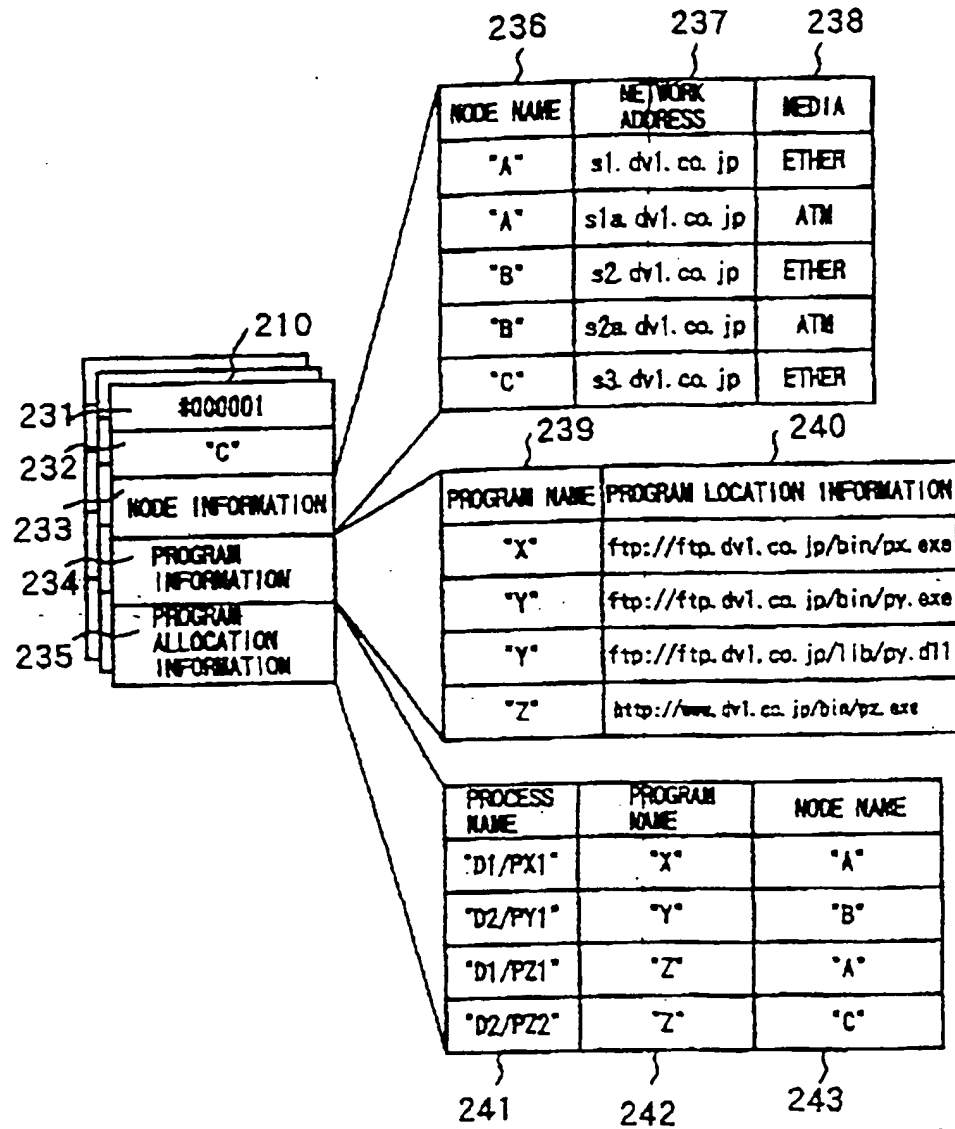 236 237 238
NODE NAME NETWORK ADDRESS MEDIA
"A" s1.dv1.co.jp ETHER
"A" s1a.dv1.co.jp ATM
"B" s2.dv1.co.jp ETHER
"B" s2a.dv1.co.jp ATM
"C" s3.dv1.co.jp ETHER
210
231 #000001
232 "C"
233 NODE INFORMATION
234 PROGRAM INFORMATION
235 PROGRAM ALLOCATION INFORMATION
239 240
PROGRAM NAME PROGRAM LOCATION INFORMATION
"X" ftp://ftp.dv1.co.jp/bin/px.exe
"Y" ftp://ftp.dv1.co.jp/bin/py.exe
"Y" ftp://ftp.dv1.co.jp/lib/py.dll
"Z" http://www.dv1.co.jp/bin/pz.exe
PROCESS NAME PROGRAM NAME NODE NAME
"D1/PX1" "X" "A"
"D2/PY1" "Y" "B"
"D1/PZ1" "Z" "A"
"D2/PZ2" "Z" "C"
241 242 243